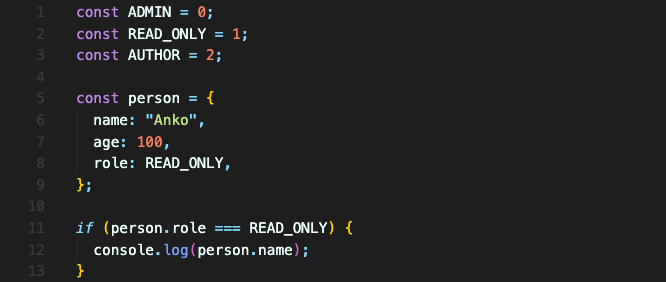 1 const ADMIN = 0;
2 const READ_ONLY = 1;
3 const AUTHOR = 2;
4
5 const person = {
6   name: "Anko",
7   age: 100,
8   role: READ_ONLY,
9 };
10
11 if (person.role === READ_ONLY) {
12   console.log(person.name);
13 }